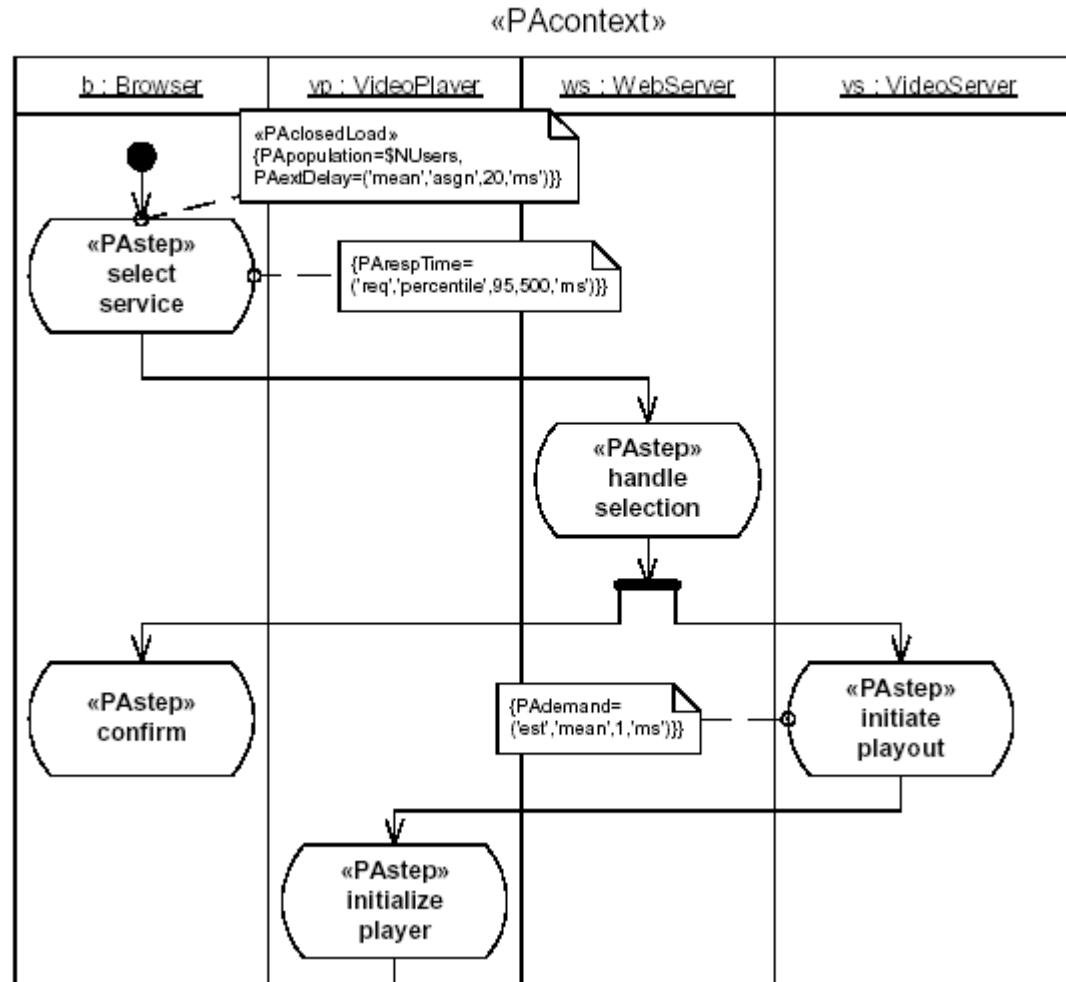 «PAcontext»
b : Browser
vp : VideoPlayer
ws : WebServer
vs : VideoServer
«PAclosedLoad»
{PApopulation=$NUsers,
PAextDelay=('mean','asgn',20,'ms')}}
«PAstep»
select
service
{PArespTime=
('req','percentile',95,500,'ms')}}
«PAstep»
handle
selection
«PAstep»
confirm
{PAdemand=
('est','mean',1,'ms')}}
«PAstep»
initiate
playout
«PAstep»
initialize
player